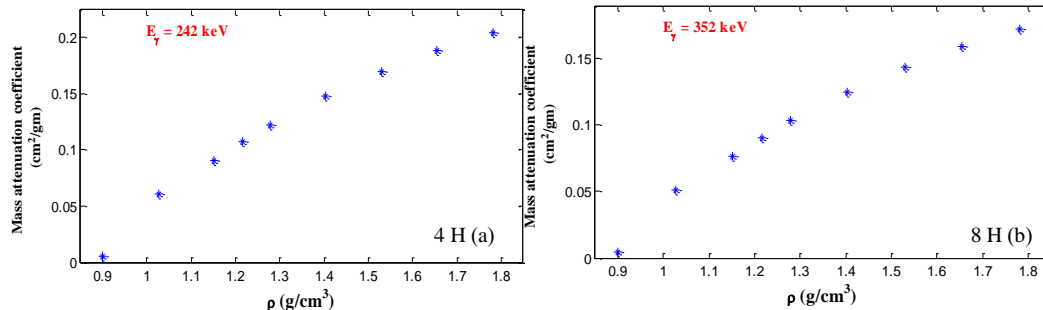 E_γ = 242 keV
Mass attenuation coefficient
(cm²/gm)
0.2
0.15
0.1
0.05
0
0.9 1 1.1 1.2 1.3 1.4 1.5 1.6 1.7 1.8
ρ (g/cm³)
4 H (a)
E_γ = 352 keV
Mass attenuation coefficient
(cm²/gm)
0.15
0.1
0.05
0
0.9 1 1.1 1.2 1.3 1.4 1.5 1.6 1.7 1.8
ρ (g/cm³)
8 H (b)